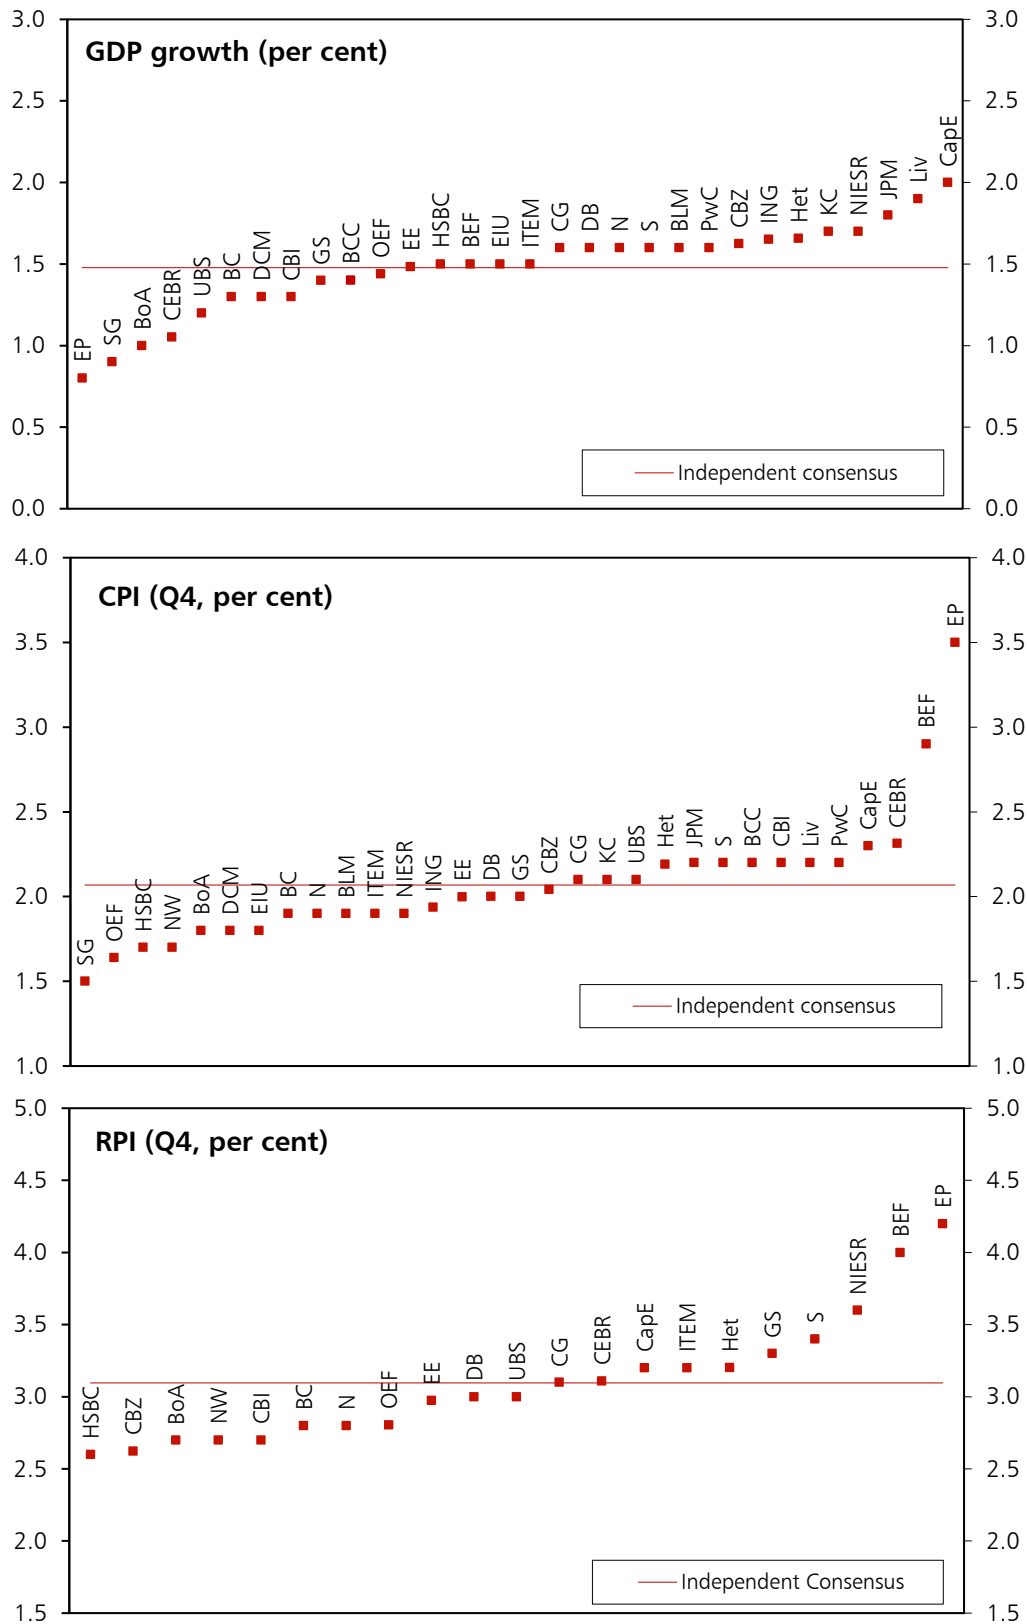 GDP growth (per cent)
3.0 3.0
2.5 2.5
2.0 2.0
1.5 1.5
1.0 1.0
0.5 0.5
0.0 0.0
EP SG BoA CEBR UBS BC DCM CBI GS BCC OEF EE HSBC BEF EIU ITEM CG DB N S BLM PwC CBZ ING Het KC NIESR JPM Liv CapE
Independent consensus
CPI (Q4, per cent)
4.0 4.0
3.5 3.5
3.0 3.0
2.5 2.5
2.0 2.0
1.5 1.5
1.0 1.0
SG OEF HSBC NW BoA DCM EIU BC N BLM ITEM NIESR ING EE DB GS CBZ CG KC UBS Het JPM S BCC CBI Liv PwC CapE CEBR BEF EP
Independent consensus
RPI (Q4, per cent)
5.0 5.0
4.5 4.5
4.0 4.0
3.5 3.5
3.0 3.0
2.5 2.5
2.0 2.0
1.5 1.5
HSBC CBZ BoA NW CBI BC N OEF EE DB UBS CG CEBR CapE ITEM Het GS S NIESR BEF EP
Independent Consensus